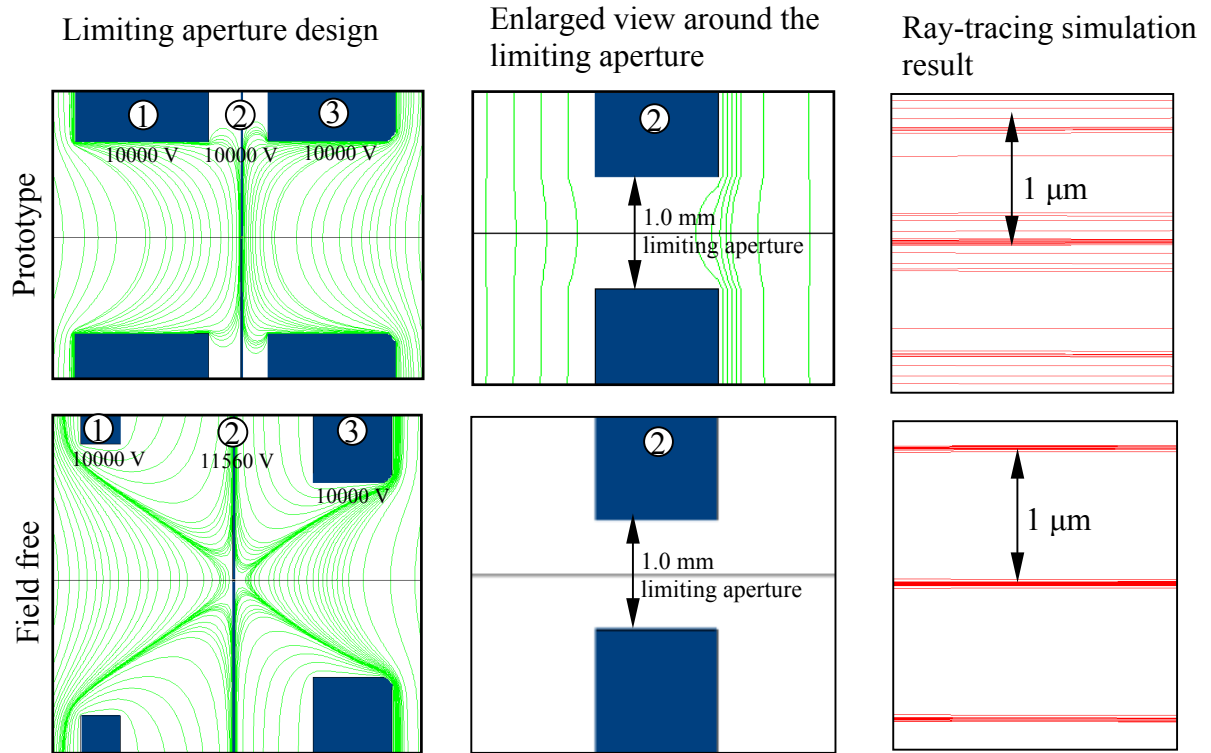 Limiting aperture design
Enlarged view around the
limiting aperture
Ray-tracing simulation
result
Prototype
① ② ③
10000 V 10000 V 10000 V
②
1.0 mm
limiting aperture
1 μm
Field free
① ② ③
10000 V 11560 V 10000 V
②
1.0 mm
limiting aperture
1 μm